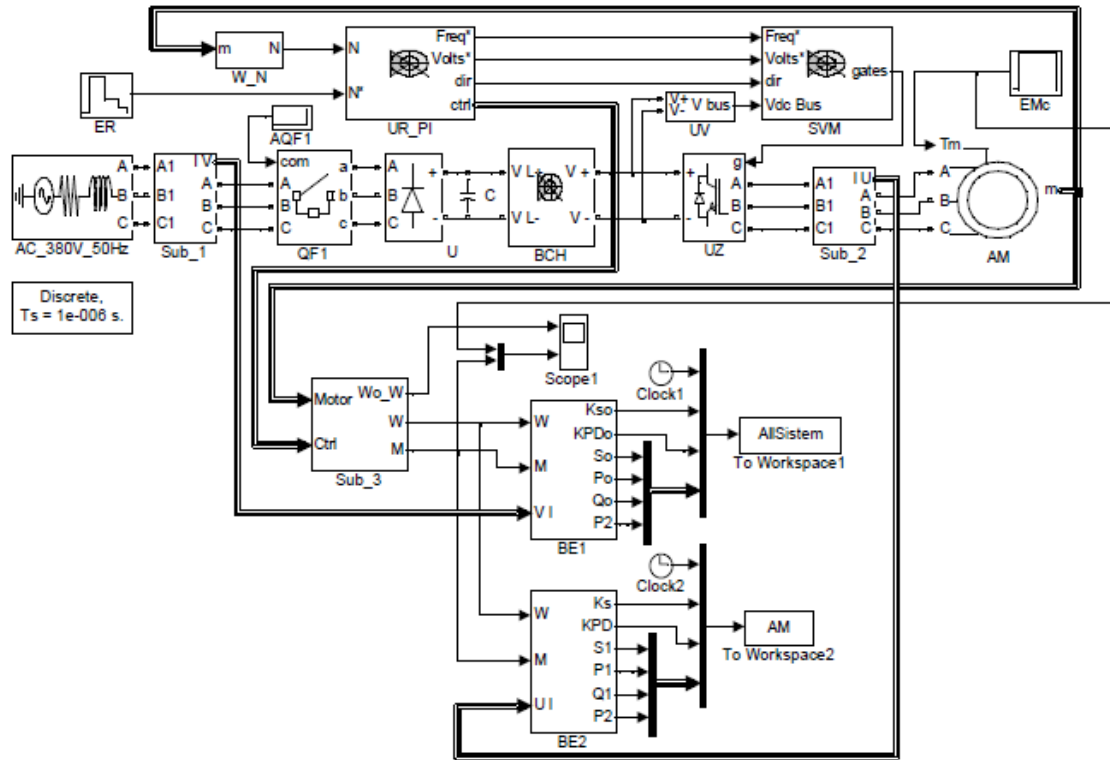 m N
W_N
N
N*
Freq*
Volts*
dir
ctrl
UR_PI
Freq*
Volts*
dir
Vdc Bus
gates
SVM
V+
V-
V bus
UV
EMc
ER
AQF1
A
B
C
AC_380V_50Hz
A1
B1
C1
I V
A
B
C
Sub_1
com
A
B
C
a
b
c
QF1
A
B
C
+
-
U
C
V L+
V L-
V +
V -
BCH
+
-
g
A
B
C
UZ
A1
B1
C1
I U
A
B
C
Sub_2
Tm
A
B
C
m
AM
Discrete,
Ts = 1e-006 s.
Scope1
Motor
Ctrl
Wo_W
W
M
Sub_3
W
M
V I
Kso
KPDo
So
Po
Qo
P2
BE1
Clock1
AllSistem
To Workspace1
W
M
U I
Ks
KPD
S1
P1
Q1
P2
BE2
Clock2
AM
To Workspace2